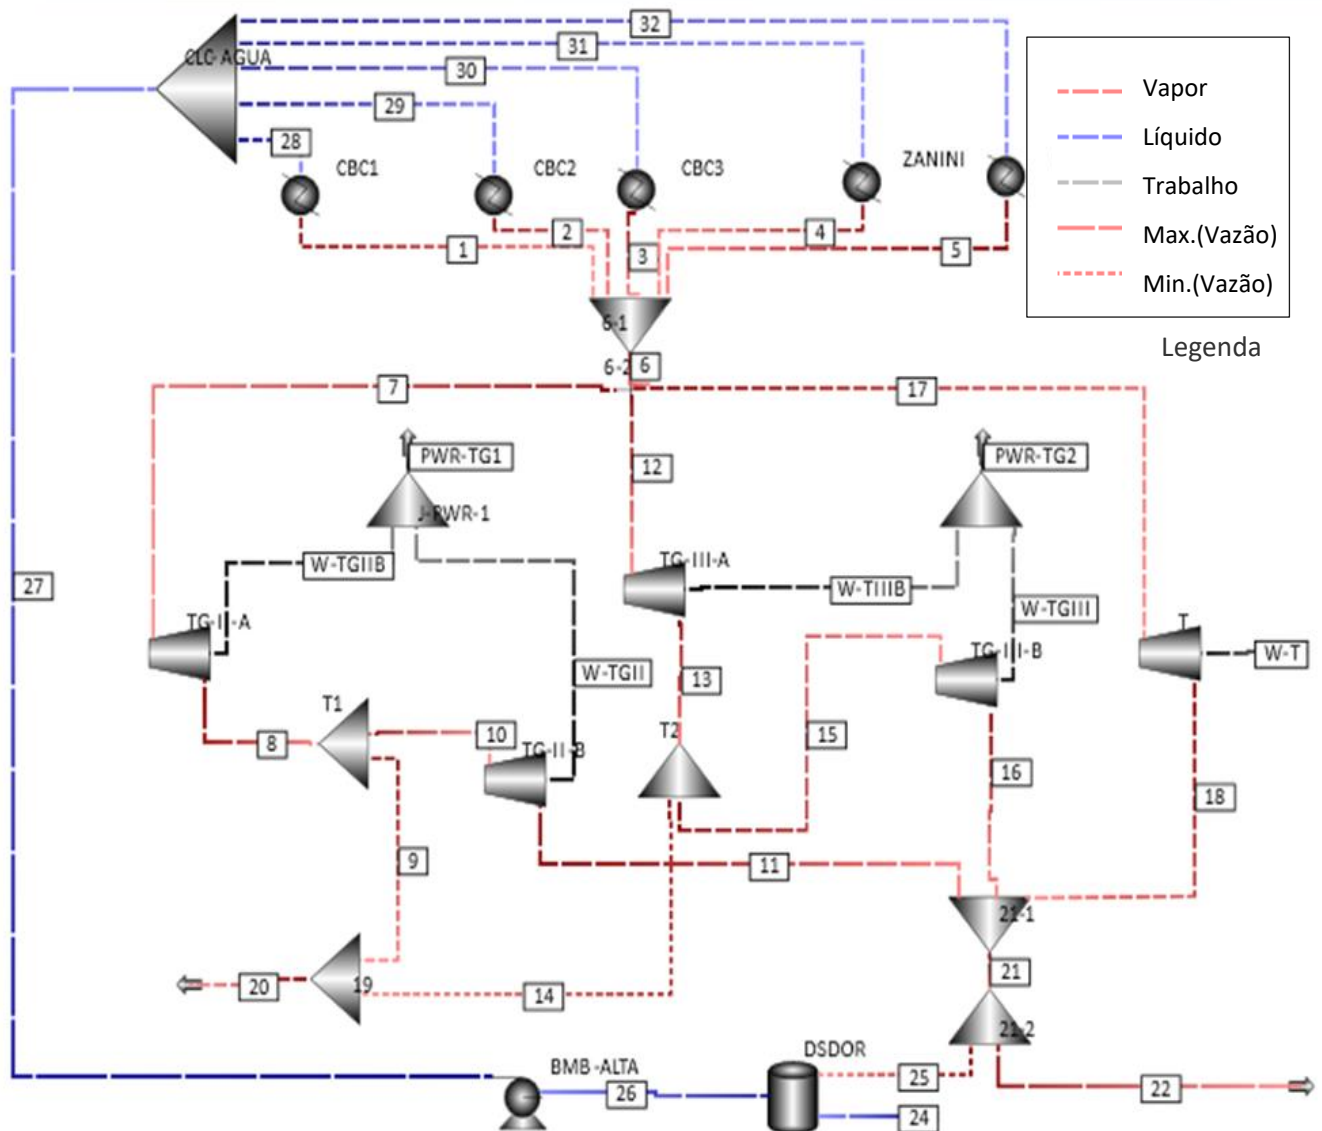 32
31
CLC-AGUA
30
29
28
CBC1
CBC2
CBC3
ZANINI
1
2
3
4
5
Vapor
Líquido
Trabalho
Max.(Vazão)
Min.(Vazão)
Legenda
6-1
6-2
6
7
17
12
PWR-TG1
PWR-TG2
J-PWR-1
W-TGIIB
TG-III-A
W-TIIIB
W-TGIII
27
TG-II-A
TG-III-B
T
W-T
W-TGII
13
T1
T2
8
10
TG-II-B
15
16
18
9
11
21-1
21
20
19
14
21-2
BMB-ALTA
DSDOR
25
26
24
22